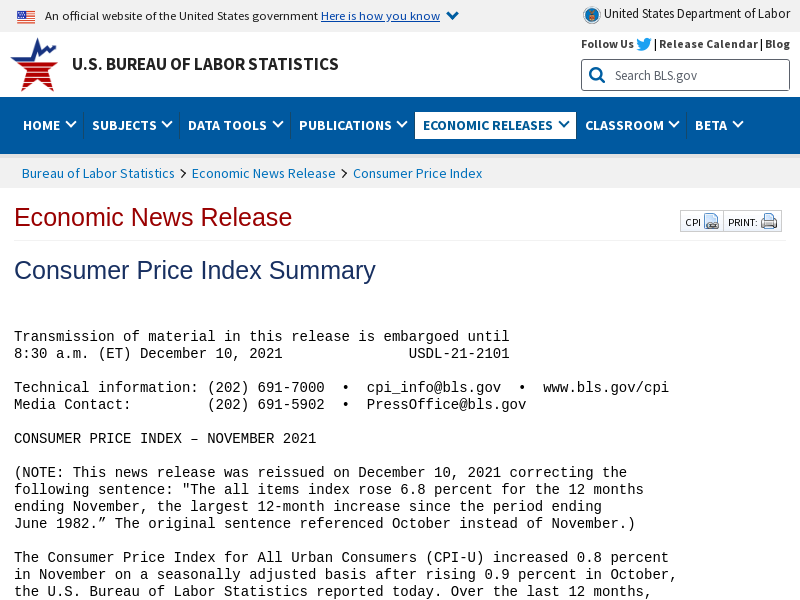 An official website of the United States government Here is how you know
United States Department of Labor
Follow Us | Release Calendar | Blog
U.S. BUREAU OF LABOR STATISTICS
Search BLS.gov
HOME SUBJECTS DATA TOOLS PUBLICATIONS ECONOMIC RELEASES CLASSROOM BETA
Bureau of Labor Statistics > Economic News Release > Consumer Price Index
Economic News Release
CPI PRINT:
Consumer Price Index Summary
Transmission of material in this release is embargoed until
8:30 a.m. (ET) December 10, 2021 USDL-21-2101
Technical information: (202) 691-7000 • cpi_info@bls.gov • www.bls.gov/cpi
Media Contact: (202) 691-5902 • PressOffice@bls.gov
CONSUMER PRICE INDEX – NOVEMBER 2021
(NOTE: This news release was reissued on December 10, 2021 correcting the
following sentence: "The all items index rose 6.8 percent for the 12 months
ending November, the largest 12-month increase since the period ending
June 1982.” The original sentence referenced October instead of November.)
The Consumer Price Index for All Urban Consumers (CPI-U) increased 0.8 percent
in November on a seasonally adjusted basis after rising 0.9 percent in October,
the U.S. Bureau of Labor Statistics reported today. Over the last 12 months,